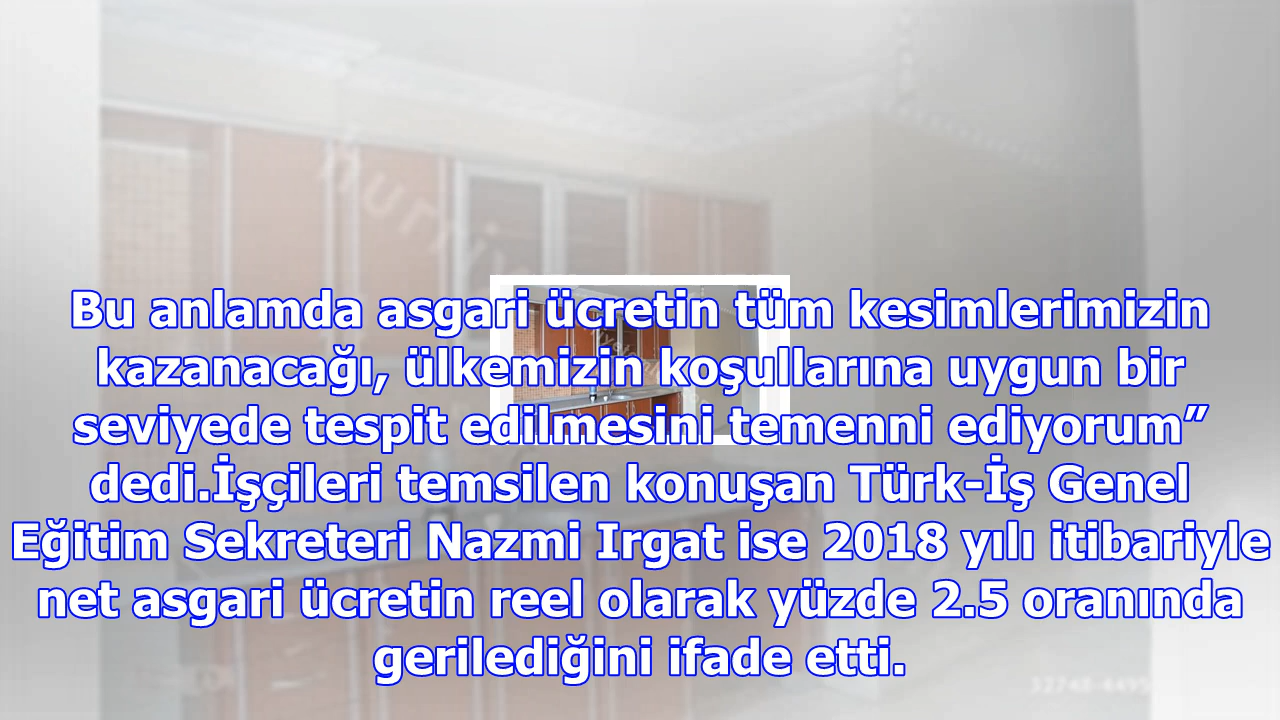 Bu anlamda asgari ücretin tüm kesimlerimizin
kazanacağı, ülkemizin koşullarına uygun bir
seviyede tespit edilmesini temenni ediyorum”
dedi.İşçileri temsilen konuşan Türk-İş Genel
Eğitim Sekreteri Nazmi Irgat ise 2018 yılı itibariyle
net asgari ücretin reel olarak yüzde 2.5 oranında
gerilediğini ifade etti.